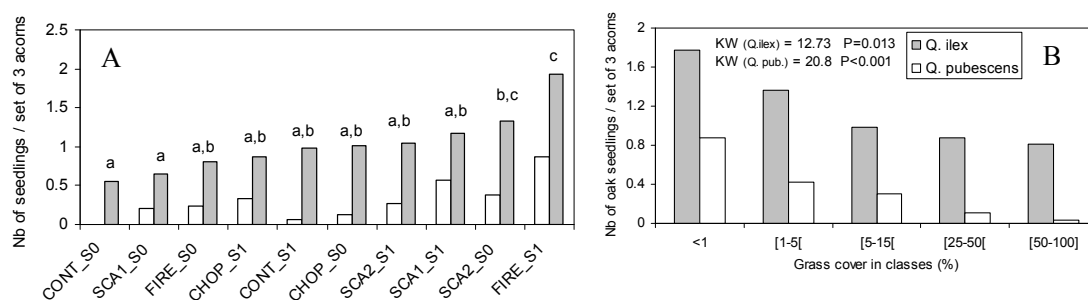 A
Nb of seedlings / set of 3 acorns
2.5
2
1.5
1
0.5
0
a
a
a,b
a,b
a,b
a,b
a,b
a,b
b,c
c
CONT_S0
SCA1_S0
FIRE_S0
CHOP_S1
CONT_S1
CHOP_S0
SCA2_S1
SCA1_S1
SCA2_S0
FIRE_S1
B
Nb of oak seedlings / set of 3 acorns
2
1.6
1.2
0.8
0.4
0
KW (Q.ilex) = 12.73 P=0.013
KW (Q. pub.) = 20.8 P<0.001
Q. ilex
Q. pubescens
<1
[1-5[
[5-15[
[25-50[
[50-100]
Grass cover in classes (%)